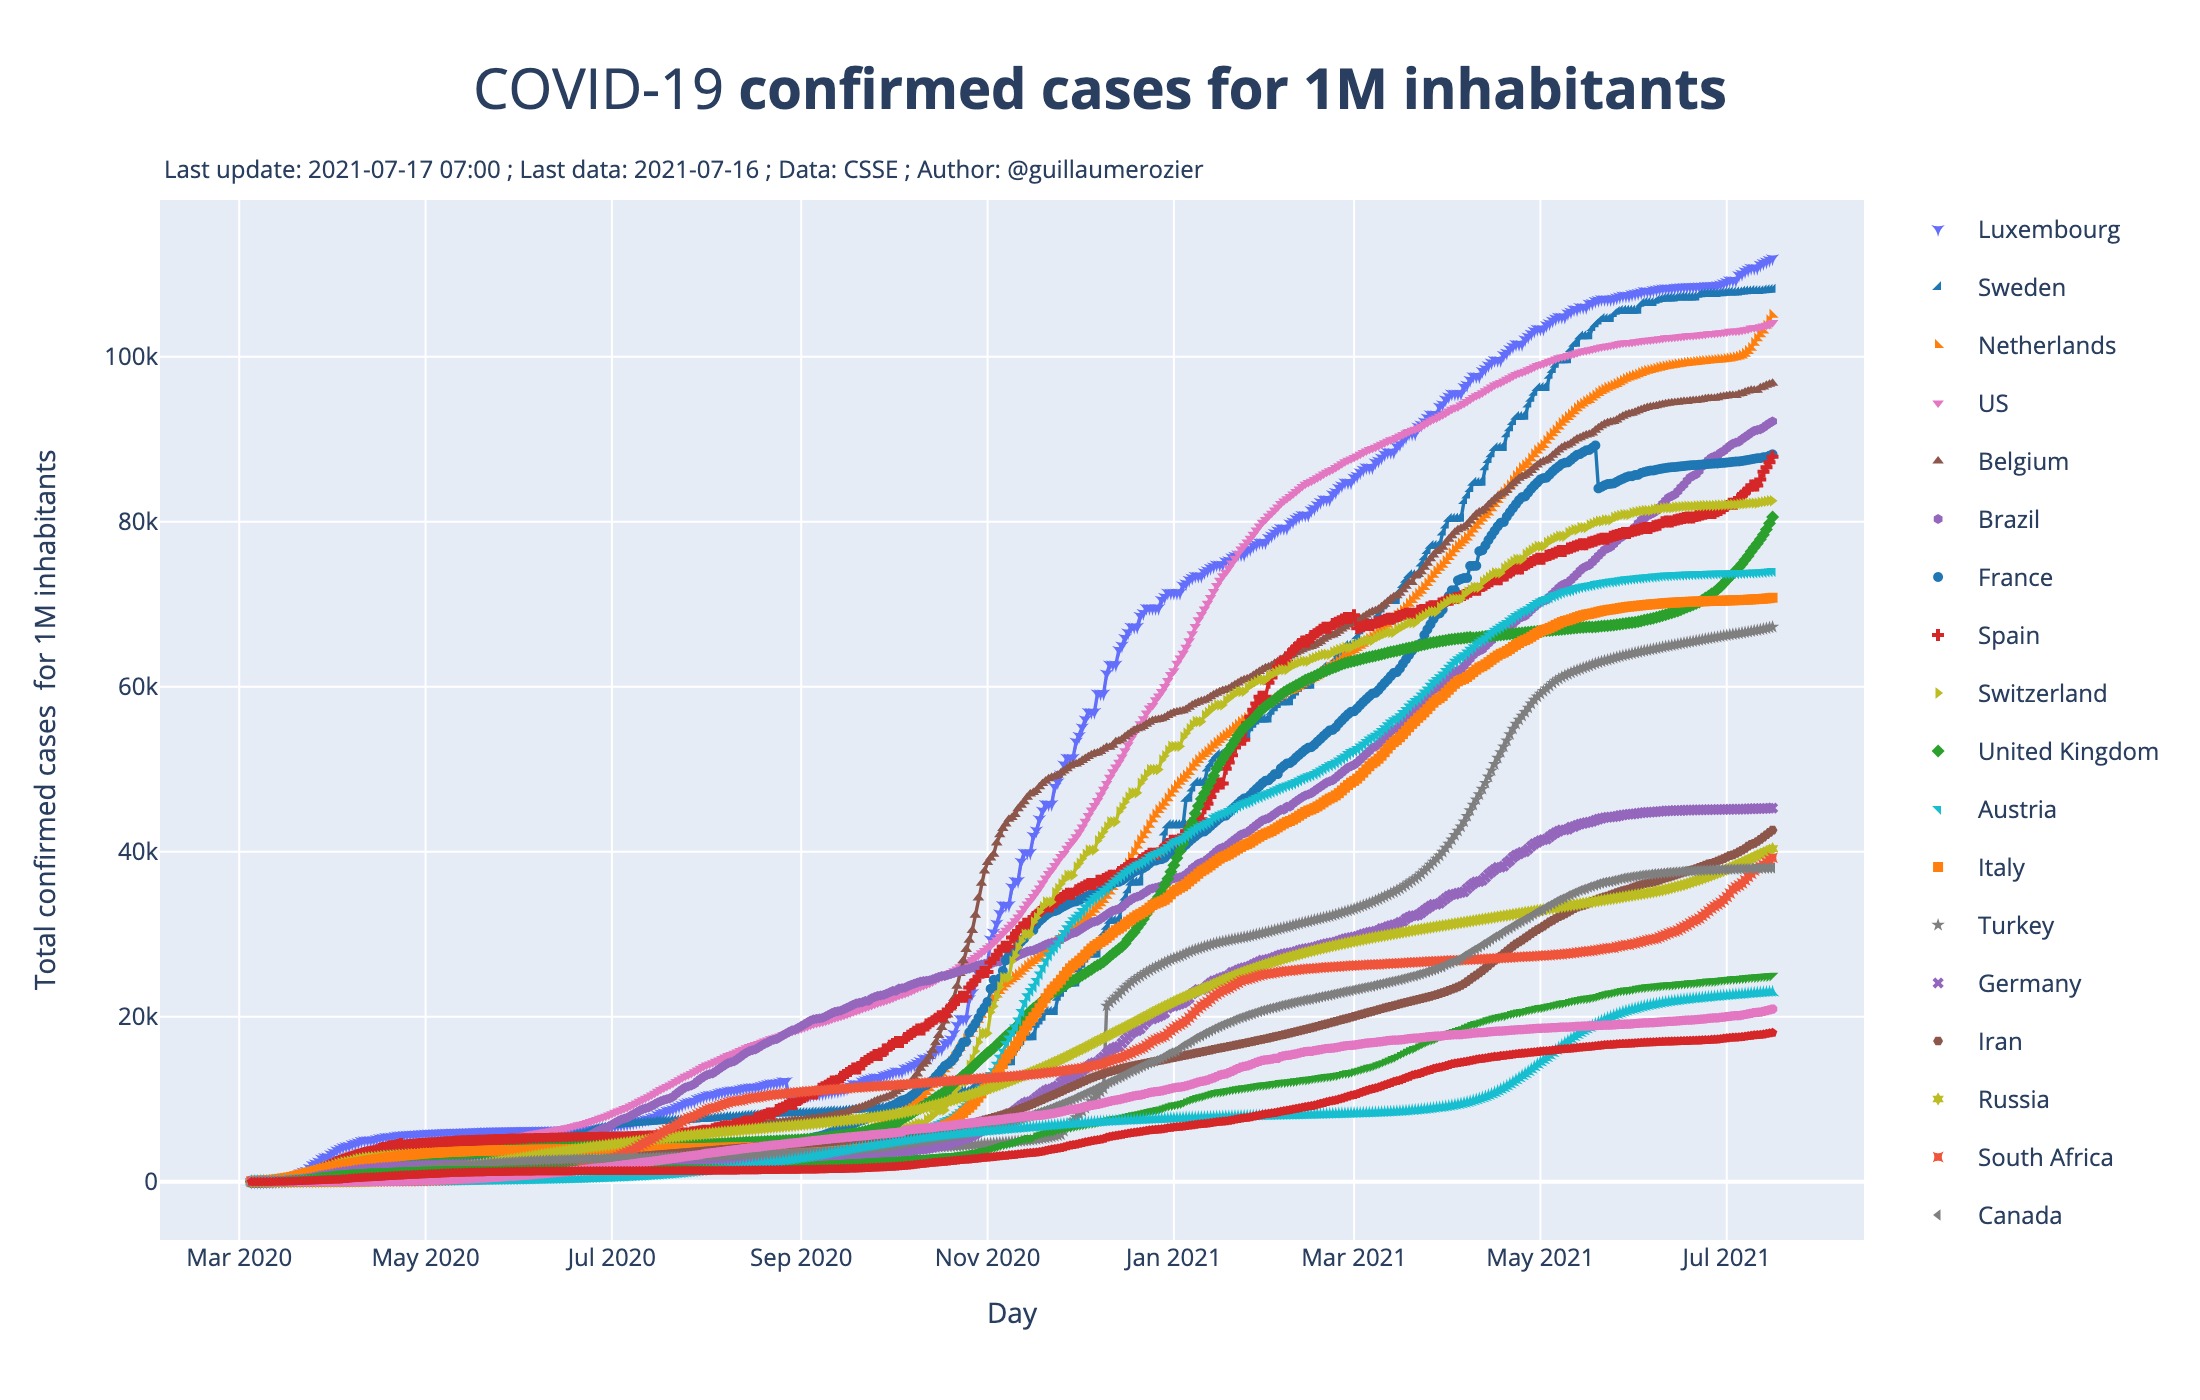 COVID-19 confirmed cases for 1M inhabitants
Last update: 2021-07-17 07:00 ; Last data: 2021-07-16 ; Data: CSSE ; Author: @guillaumerozier
Total confirmed cases for 1M inhabitants
100k
80k
60k
40k
20k
0
Mar 2020
May 2020
Jul 2020
Sep 2020
Nov 2020
Jan 2021
Mar 2021
May 2021
Jul 2021
Day
Luxembourg
Sweden
Netherlands
US
Belgium
Brazil
France
Spain
Switzerland
United Kingdom
Austria
Italy
Turkey
Germany
Iran
Russia
South Africa
Canada